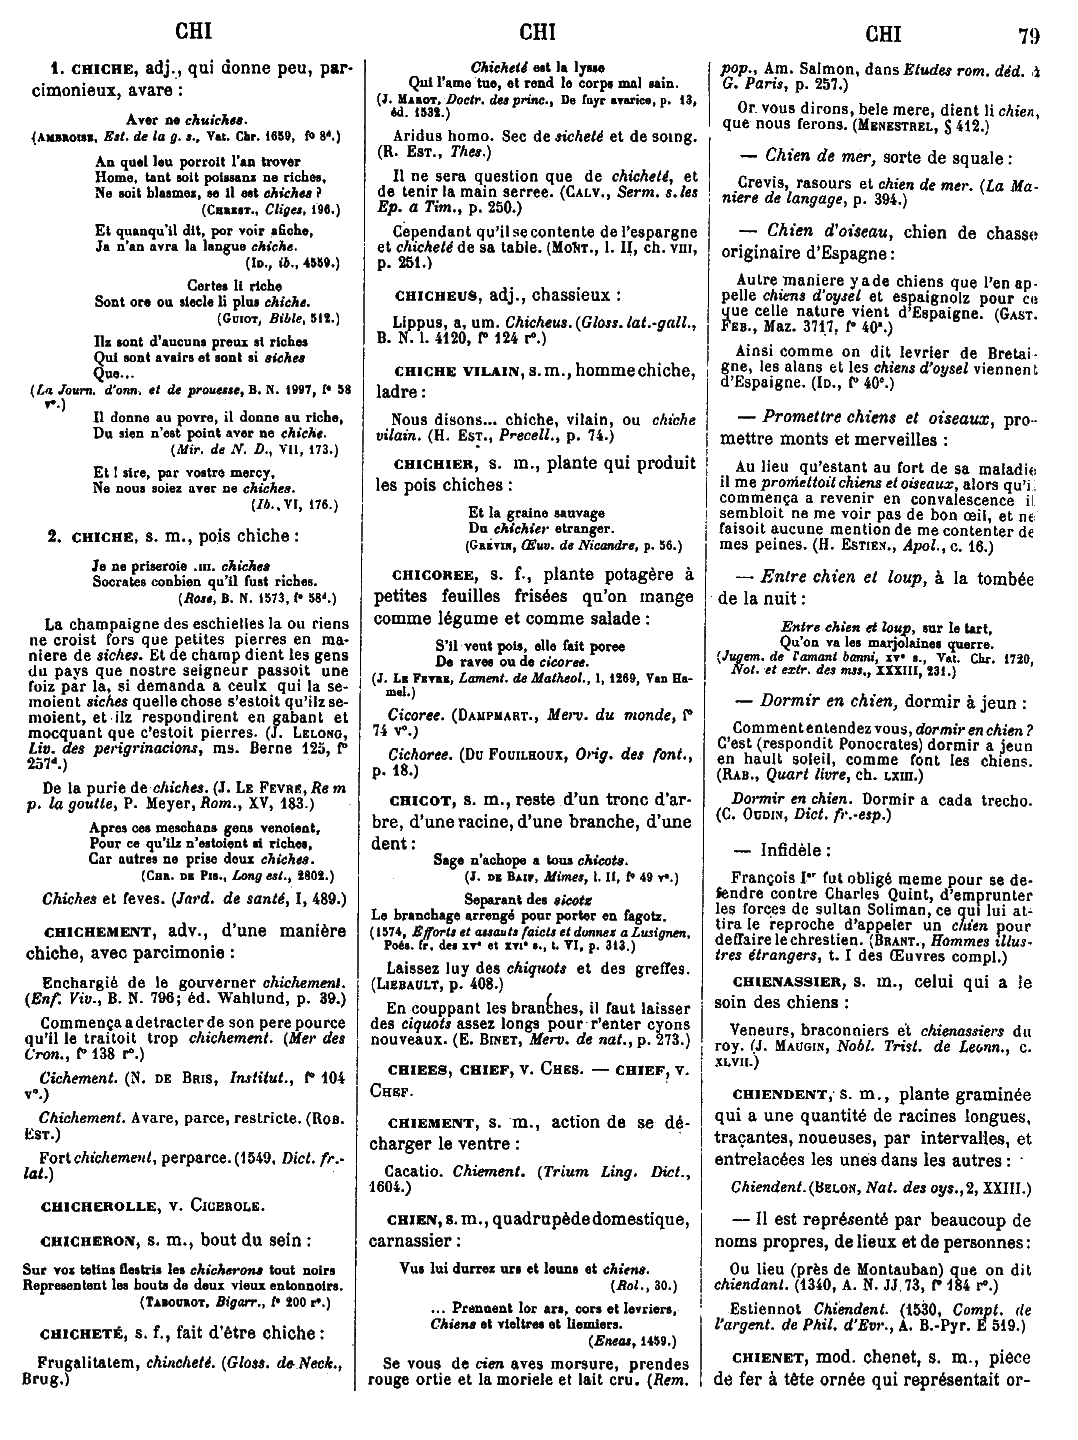 CHI
CHI
CHI
79
1. CHICHE, adj., qui donne peu, par-
cimonieux, avare :
Aver ne chuiches.
(AMBROISE, Est. de la g. s., Vat. Chr. 1659, f° 8ᵈ.)
An quel leu porroit l'an trover
Home, tant soit poissanz ne riches,
Ne soit blasmez, se il est chiches ?
(CHREST., Cliges, 196.)
Et quanqu'il dit, por voir afiche,
Ja n'an avra la langue chiche.
(ID., ib., 4559.)
Certes li riche
Sont ore ou siecle li plus chiche.
(GUIOT, Bible, 512.)
Ilz sont d'aucuns preux et riches
Qui sont avairs et sont si siches
Que...
(La Journ. d'onn. et de prouesse, B. N. 1997, f° 58
v°.)
Il donne au povre, il donne au riche,
Du sien n'est point aver ne chiche.
(Mir. de N. D., VII, 173.)
Et ! sire, par vostre mercy,
Ne nous soiez aver ne chiches.
(Ib., VI, 176.)
2. CHICHE, s. m., pois chiche :
Je ne priseroie .III. chiches
Socrates conbien qu'il fust riches.
(Rose, B. N. 1573, f° 58ᵈ.)
La champaigne des eschielles la ou riens
ne croist fors que petites pierres en ma-
niere de siches. Et de champ dient les gens
du pays que nostre seigneur passoit une
foiz par la, si demanda a ceulx qui la se-
moient siches quelle chose s'estoit qu'ilz se-
moient, et ilz respondirent en gabant et
mocquant que c'estoit pierres. (J. LELONG,
Liv. des perigrinacions, ms. Berne 125, f°
257ᵈ.)
De la purie de chiches. (J. LE FEVRE, Rem
p. la goutte, P. Meyer, Rom., XV, 183.)
Apres ces meschans gens venoient,
Pour ce qu'ilz n'estoient si riches,
Car autres ne prise deux chiches.
(CHR. DE PIS., Long est., 2802.)
Chiches et feves. (Jard. de santé, I, 489.)
CHICHEMENT, adv., d'une manière
chiche, avec parcimonie :
Enchargié de le gouverner chichement.
(Enf. Viv., B. N. 796; éd. Wahlund, p. 39.)
Commença a detracter de son pere pource
qu'il le traitoit trop chichement. (Mer des
Cron., f° 138 r°.)
Cichement. (N. DE BRIS, Institut., f° 104
v°.)
Chichement. Avare, parce, restricte. (ROB.
EST.)
Fort chichement, perparce. (1549, Dict. fr.-
lat.)
CHICHEROLLE, v. CICEROLE.
CHICHERON, s. m., bout du sein :
Sur voz tetins flestris les chicherons tout noirs
Representent les bouts de deux vieux entonnoirs.
(TABOUROT, Bigarr., f° 200 r°.)
CHICHETÉ, s. f., fait d'être chiche :
Frugalitatem, chincheté. (Gloss. de Neck.,
Brug.)
Chicheté est la lysse
Qui l'ame tue, et rend le corps mal sain.
(J. MAROT, Doctr. des princ., De fuyr avarice, p. 13,
éd. 1532.)
Aridus homo. Sec de sicheté et de soing.
(R. EST., Thes.)
Il ne sera question que de chicheté, et
de tenir la main serree. (CALV., Serm. s. les
Ep. a Tim., p. 250.)
Cependant qu'il se contente de l'espargne
et chicheté de sa table. (MONT., l. II, ch. VIII,
p. 251.)
CHICHEUS, adj., chassieux :
Lippus, a, um. Chicheus. (Gloss. lat.-gall.,
B. N. l. 4120, f° 124 r°.)
CHICHE VILAIN, s. m., homme chiche,
ladre :
Nous disons... chiche, vilain, ou chiche
vilain. (H. EST., Precell., p. 74.)
CHICHIER, s. m., plante qui produit
les pois chiches :
Et la graine sauvage
Du chichier etranger.
(GRÉVIN, Œuv. de Nicandre, p. 56.)
CHICOREE, s. f., plante potagère à
petites feuilles frisées qu'on mange
comme légume et comme salade :
S'il veut pois, elle fait poree
De raves ou de cicoree.
(J. LE FEVRE, Lament. de Matheol., I, 1269, Van Ha-
mel.)
Cicoree. (DAMPMART., Merv. du monde, f°
74 v°.)
Cichoree. (DU FOUILHOUX, Orig. des font.,
p. 18.)
CHICOT, s. m., reste d'un tronc d'ar-
bre, d'une racine, d'une branche, d'une
dent :
Sage n'achope a tous chicots.
(J. DE BAIF, Mimes, l. II, f° 49 v°.)
Separant des sicotz
Le branchage arrengé pour porter en fagotz.
(1574, Efforts et assauts faicts et donnez a Lusignen,
Poés. fr. des XVᵉ et XVIᵉ s., t. VI, p. 313.)
Laissez luy des chiquots et des greffes.
(LIEBAULT, p. 408.)
En couppant les branches, il faut laisser
des ciquots assez longs pour r'enter cyons
nouveaux. (E. BINET, Merv. de nat., p. 273.)
CHIEES, CHIEF, v. CHES. — CHIEF, v.
CHEF.
CHIEMENT, s. m., action de se dé-
charger le ventre :
Cacatio. Chiement. (Trium Ling. Dict.,
1604.)
CHIEN, s. m., quadrupède domestique,
carnassier :
Vus lui durrez urs et leuns et chiens.
(Rol., 30.)
... Prennent lor ars, cors et levriers,
Chiens et vieltres et liemiers.
(Eneas, 1459.)
Se vous de cien aves morsure, prendes
rouge ortie et la moriele et lait cru. (Rem.
pop., Am. Salmon, dans Etudes rom. déd. à
G. Paris, p. 257.)
Or vous dirons, bele mere, dient li chien,
que nous ferons. (MENESTREL, § 412.)
— Chien de mer, sorte de squale :
Crevis, rasours et chien de mer. (La Ma-
niere de langage, p. 394.)
— Chien d'oiseau, chien de chasse
originaire d'Espagne :
Autre maniere y a de chiens que l'en ap-
pelle chiens d'oysel et espaignolz pour ce
que celle nature vient d'Espaigne. (GAST.
FEB., Maz. 3717, f° 40ᵃ.)
Ainsi comme on dit levrier de Bretai-
gne, les alans et les chiens d'oysel viennent
d'Espaigne. (ID., f° 40ᶜ.)
— Promettre chiens et oiseaux, pro-
mettre monts et merveilles :
Au lieu qu'estant au fort de sa maladie
il me promettoit chiens et oiseaux, alors qu'i
commença a revenir en convalescence il
sembloit ne me voir pas de bon œil, et ne
faisoit aucune mention de me contenter de
mes peines. (H. ESTIEN., Apol., c. 16.)
— Entre chien et loup, à la tombée
de la nuit :
Entre chien et loup, sur le tart,
Qu'on va les marjolaines querre.
(Jugem. de l'amant banni, XVᵉ s., Vat. Chr. 1720,
Not. et extr. des mss., XXXIII, 231.)
— Dormir en chien, dormir à jeun :
Comment entendez vous, dormir en chien ?
C'est (respondit Ponocrates) dormir a jeun
en hault soleil, comme font les chiens.
(RAB., Quart livre, ch. LXIII.)
Dormir en chien. Dormir a cada trecho.
(C. OUDIN, Dict. fr.-esp.)
— Infidèle :
François Iᵉʳ fut obligé meme pour se de-
fendre contre Charles Quint, d'emprunter
les forces de sultan Soliman, ce qui lui at-
tira le reproche d'appeler un chien pour
deffaire le chrestien. (BRANT., Hommes illus-
tres étrangers, t. I des Œuvres compl.)
CHIENASSIER, s. m., celui qui a le
soin des chiens :
Veneurs, braconniers et chienassiers du
roy. (J. MAUGIN, Nobl. Trist. de Leonn., c.
XLVII.)
CHIENDENT, s. m., plante graminée
qui a une quantité de racines longues,
traçantes, noueuses, par intervalles, et
entrelacées les unes dans les autres :
Chiendent. (BELON, Nat. des oys., 2, XXIII.)
— Il est représenté par beaucoup de
noms propres, de lieux et de personnes :
Ou lieu (près de Montauban) que on dit
chiendant. (1340, A. N. JJ 73, f° 184 r°.)
Estiennot Chiendent. (1530, Compt. de
l'argent. de Phil. d'Evr., A. B.-Pyr. E 519.)
CHIENET, mod. chenet, s. m., pièce
de fer à tête ornée qui représentait or-